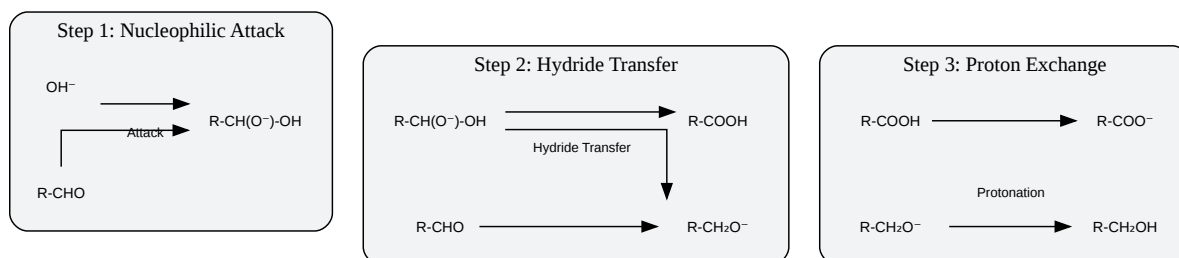 Step 1: Nucleophilic Attack
OH⁻
R-CH(O⁻)-OH
Attack
R-CHO
Step 2: Hydride Transfer
R-CH(O⁻)-OH
R-COOH
Hydride Transfer
R-CHO
R-CH₂O⁻
Step 3: Proton Exchange
R-COOH
R-COO⁻
Protonation
R-CH₂O⁻
R-CH₂OH